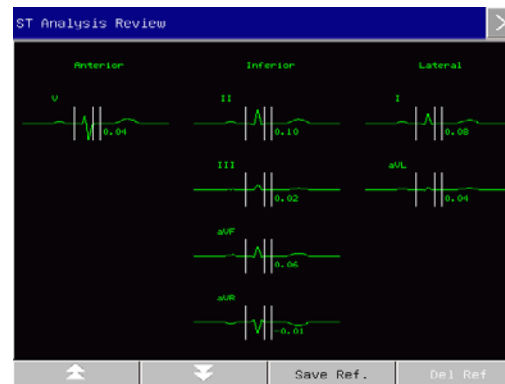 ST Analysis Review
Anterior Inferior Lateral
V II I
0.04 0.10 0.08
III aVL
0.02 0.04
aVF
0.06
aVR
-0.01
Save Ref. Del Ref